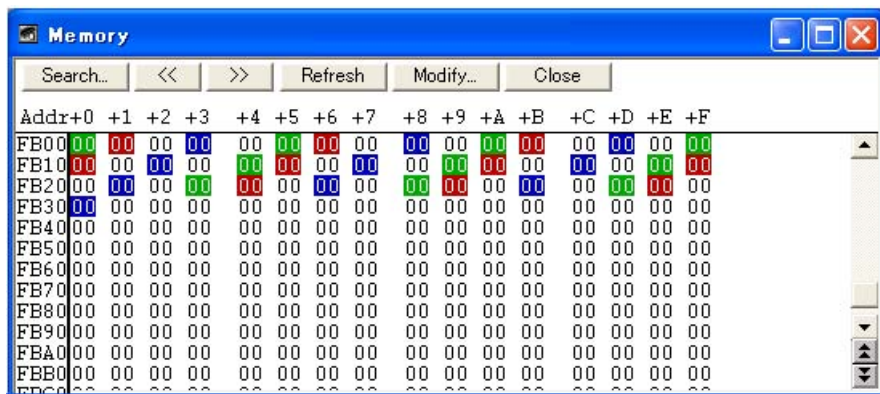 Memory
Search... << >> Refresh Modify... Close
Addr+0 +1 +2 +3 +4 +5 +6 +7 +8 +9 +A +B +C +D +E +F
FB00 00 00 00 00 00 00 00 00 00 00 00 00 00 00 00 00
FB10 00 00 00 00 00 00 00 00 00 00 00 00 00 00 00 00
FB20 00 00 00 00 00 00 00 00 00 00 00 00 00 00 00 00
FB30 00 00 00 00 00 00 00 00 00 00 00 00 00 00 00 00
FB40 00 00 00 00 00 00 00 00 00 00 00 00 00 00 00 00
FB50 00 00 00 00 00 00 00 00 00 00 00 00 00 00 00 00
FB60 00 00 00 00 00 00 00 00 00 00 00 00 00 00 00 00
FB70 00 00 00 00 00 00 00 00 00 00 00 00 00 00 00 00
FB80 00 00 00 00 00 00 00 00 00 00 00 00 00 00 00 00
FB90 00 00 00 00 00 00 00 00 00 00 00 00 00 00 00 00
FBA0 00 00 00 00 00 00 00 00 00 00 00 00 00 00 00 00
FBB0 00 00 00 00 00 00 00 00 00 00 00 00 00 00 00 00